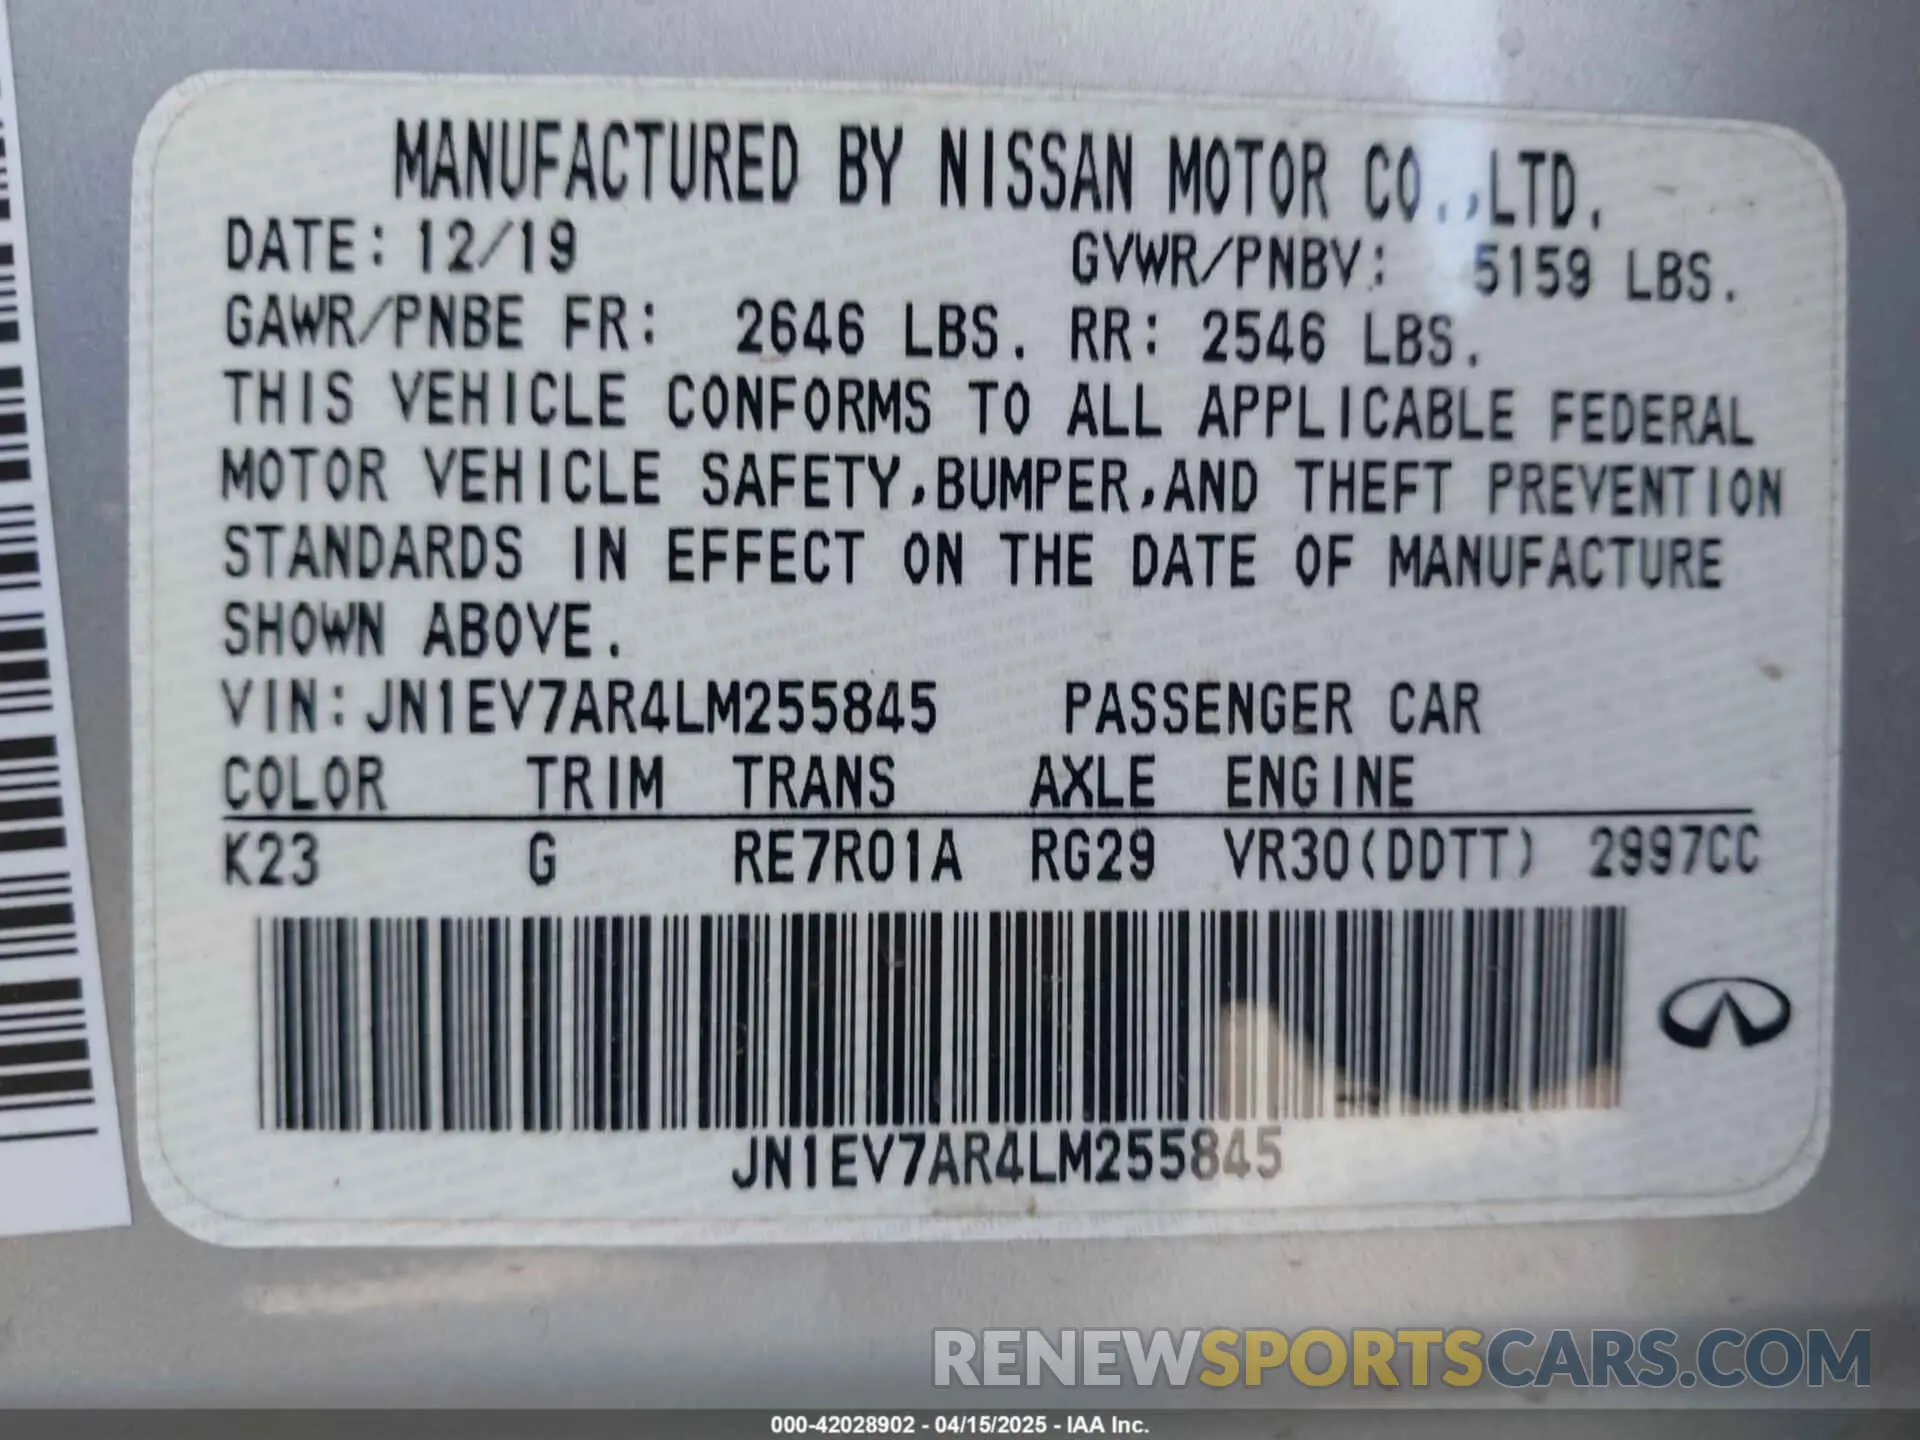 MANUFACTURED BY NISSAN MOTOR CO.,LTD.
DATE: 12/19 GVWR/PNBV: 5159 LBS.
GAWR/PNBE FR: 2646 LBS. RR: 2546 LBS.
THIS VEHICLE CONFORMS TO ALL APPLICABLE FEDERAL
MOTOR VEHICLE SAFETY,BUMPER,AND THEFT PREVENTION
STANDARDS IN EFFECT ON THE DATE OF MANUFACTURE
SHOWN ABOVE.
VIN:JN1EV7AR4LM255845 PASSENGER CAR
COLOR TRIM TRANS AXLE ENGINE
K23 G RE7R01A RG29 VR30(DDTT) 2997CC
JN1EV7AR4LM255845
RENEWSPORTSCARS.COM
000-42028902 - 04/15/2025 - IAA Inc.